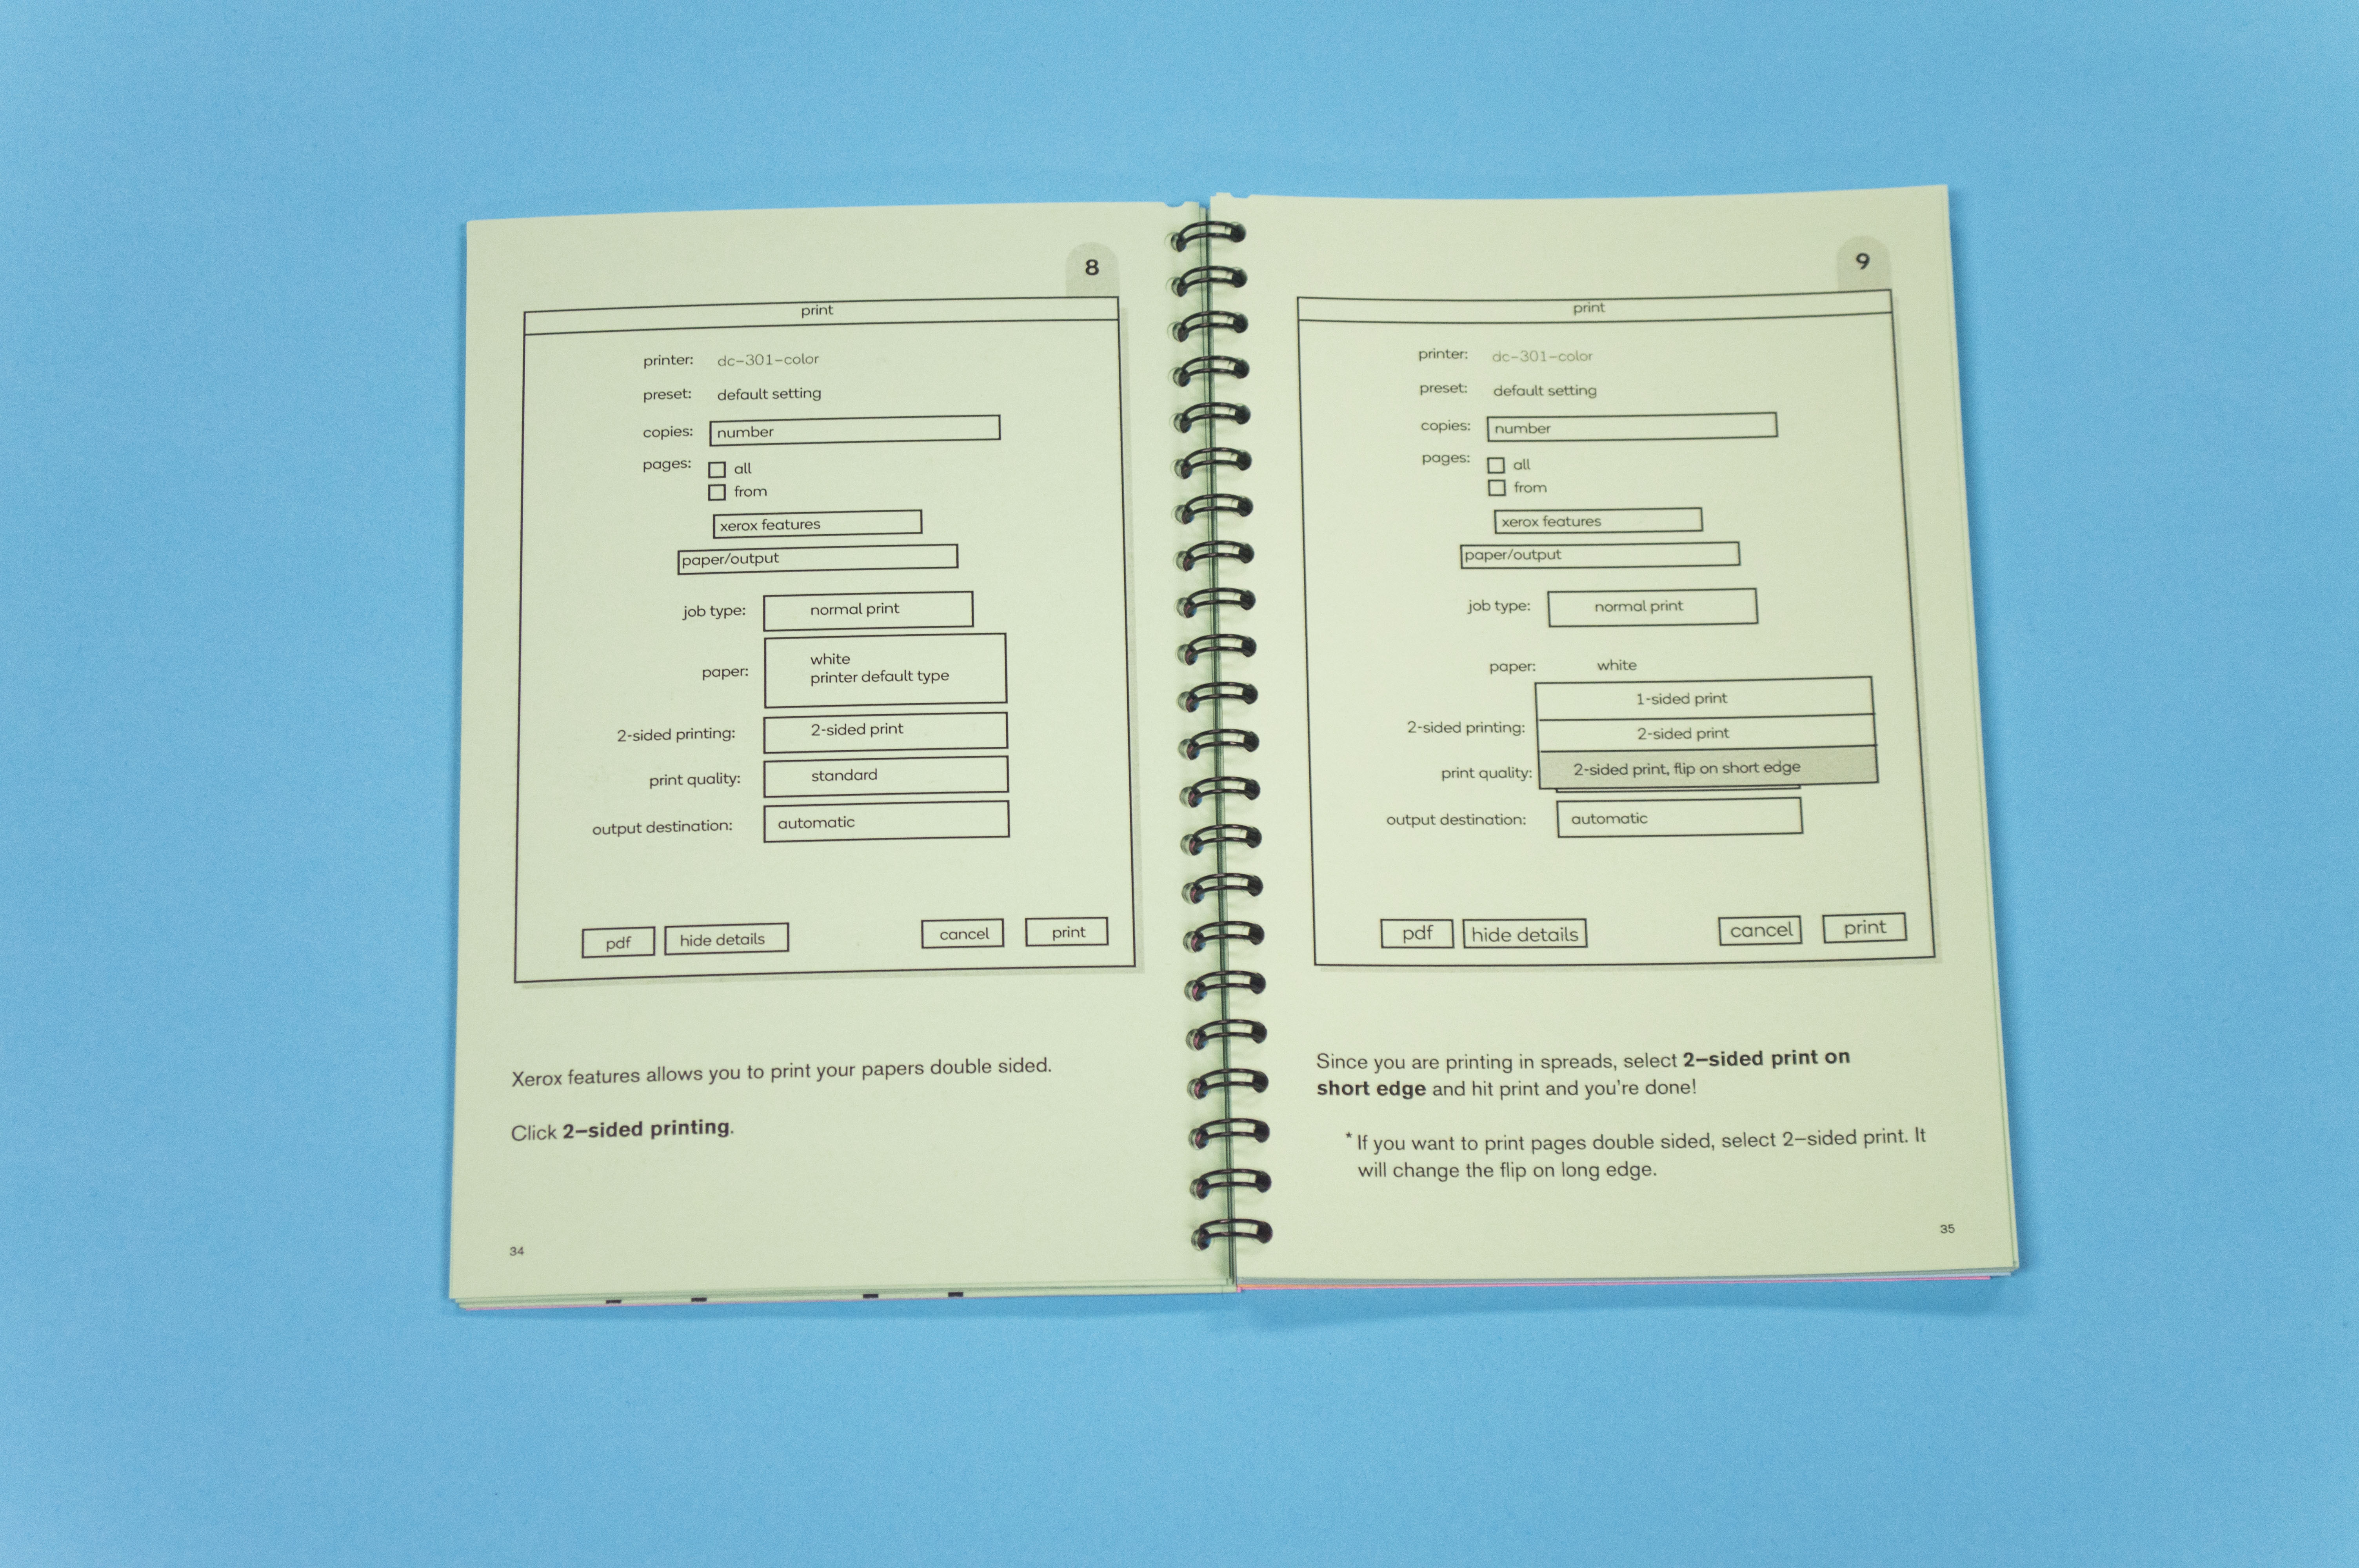 8
print
printer: dc-301-color
preset: default setting
copies: number
pages: all
from
xerox features
paper/output
job type: normal print
paper: white
printer default type
2-sided printing: 2-sided print
print quality: standard
output destination: automatic
pdf hide details cancel print
Xerox features allows you to print your papers double sided.
Click 2–sided printing.
34
9
print
printer: dc-301-color
preset: default setting
copies: number
pages: all
from
xerox features
paper/output
job type: normal print
paper: white
1-sided print
2-sided printing: 2-sided print
print quality: 2-sided print, flip on short edge
output destination: automatic
pdf hide details cancel print
Since you are printing in spreads, select 2–sided print on
short edge and hit print and you're done!
* If you want to print pages double sided, select 2–sided print. It
will change the flip on long edge.
35